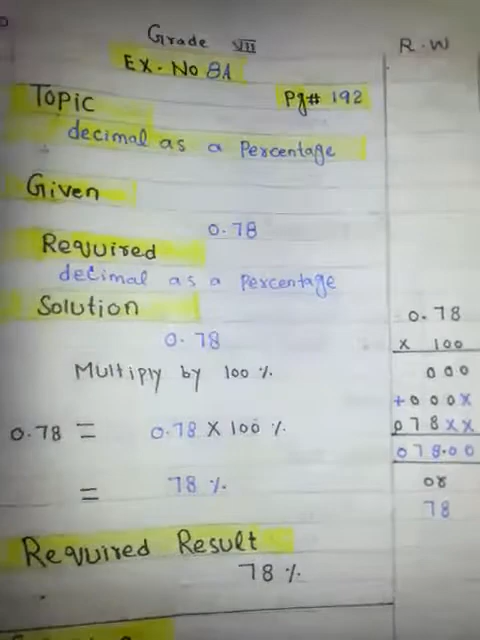 Grade VII
R.W
EX. No 8A
Topic
Pg# 192
decimal as a Percentage
Given
0.78
Required
decimal as a Percentage
Solution
0.78
0.78
x 100
Multiply by 100 %
000
+000x
0.78 = 0.78 X 100 %
078xx
078.00
= 78 %
or
78
Required Result
78 %